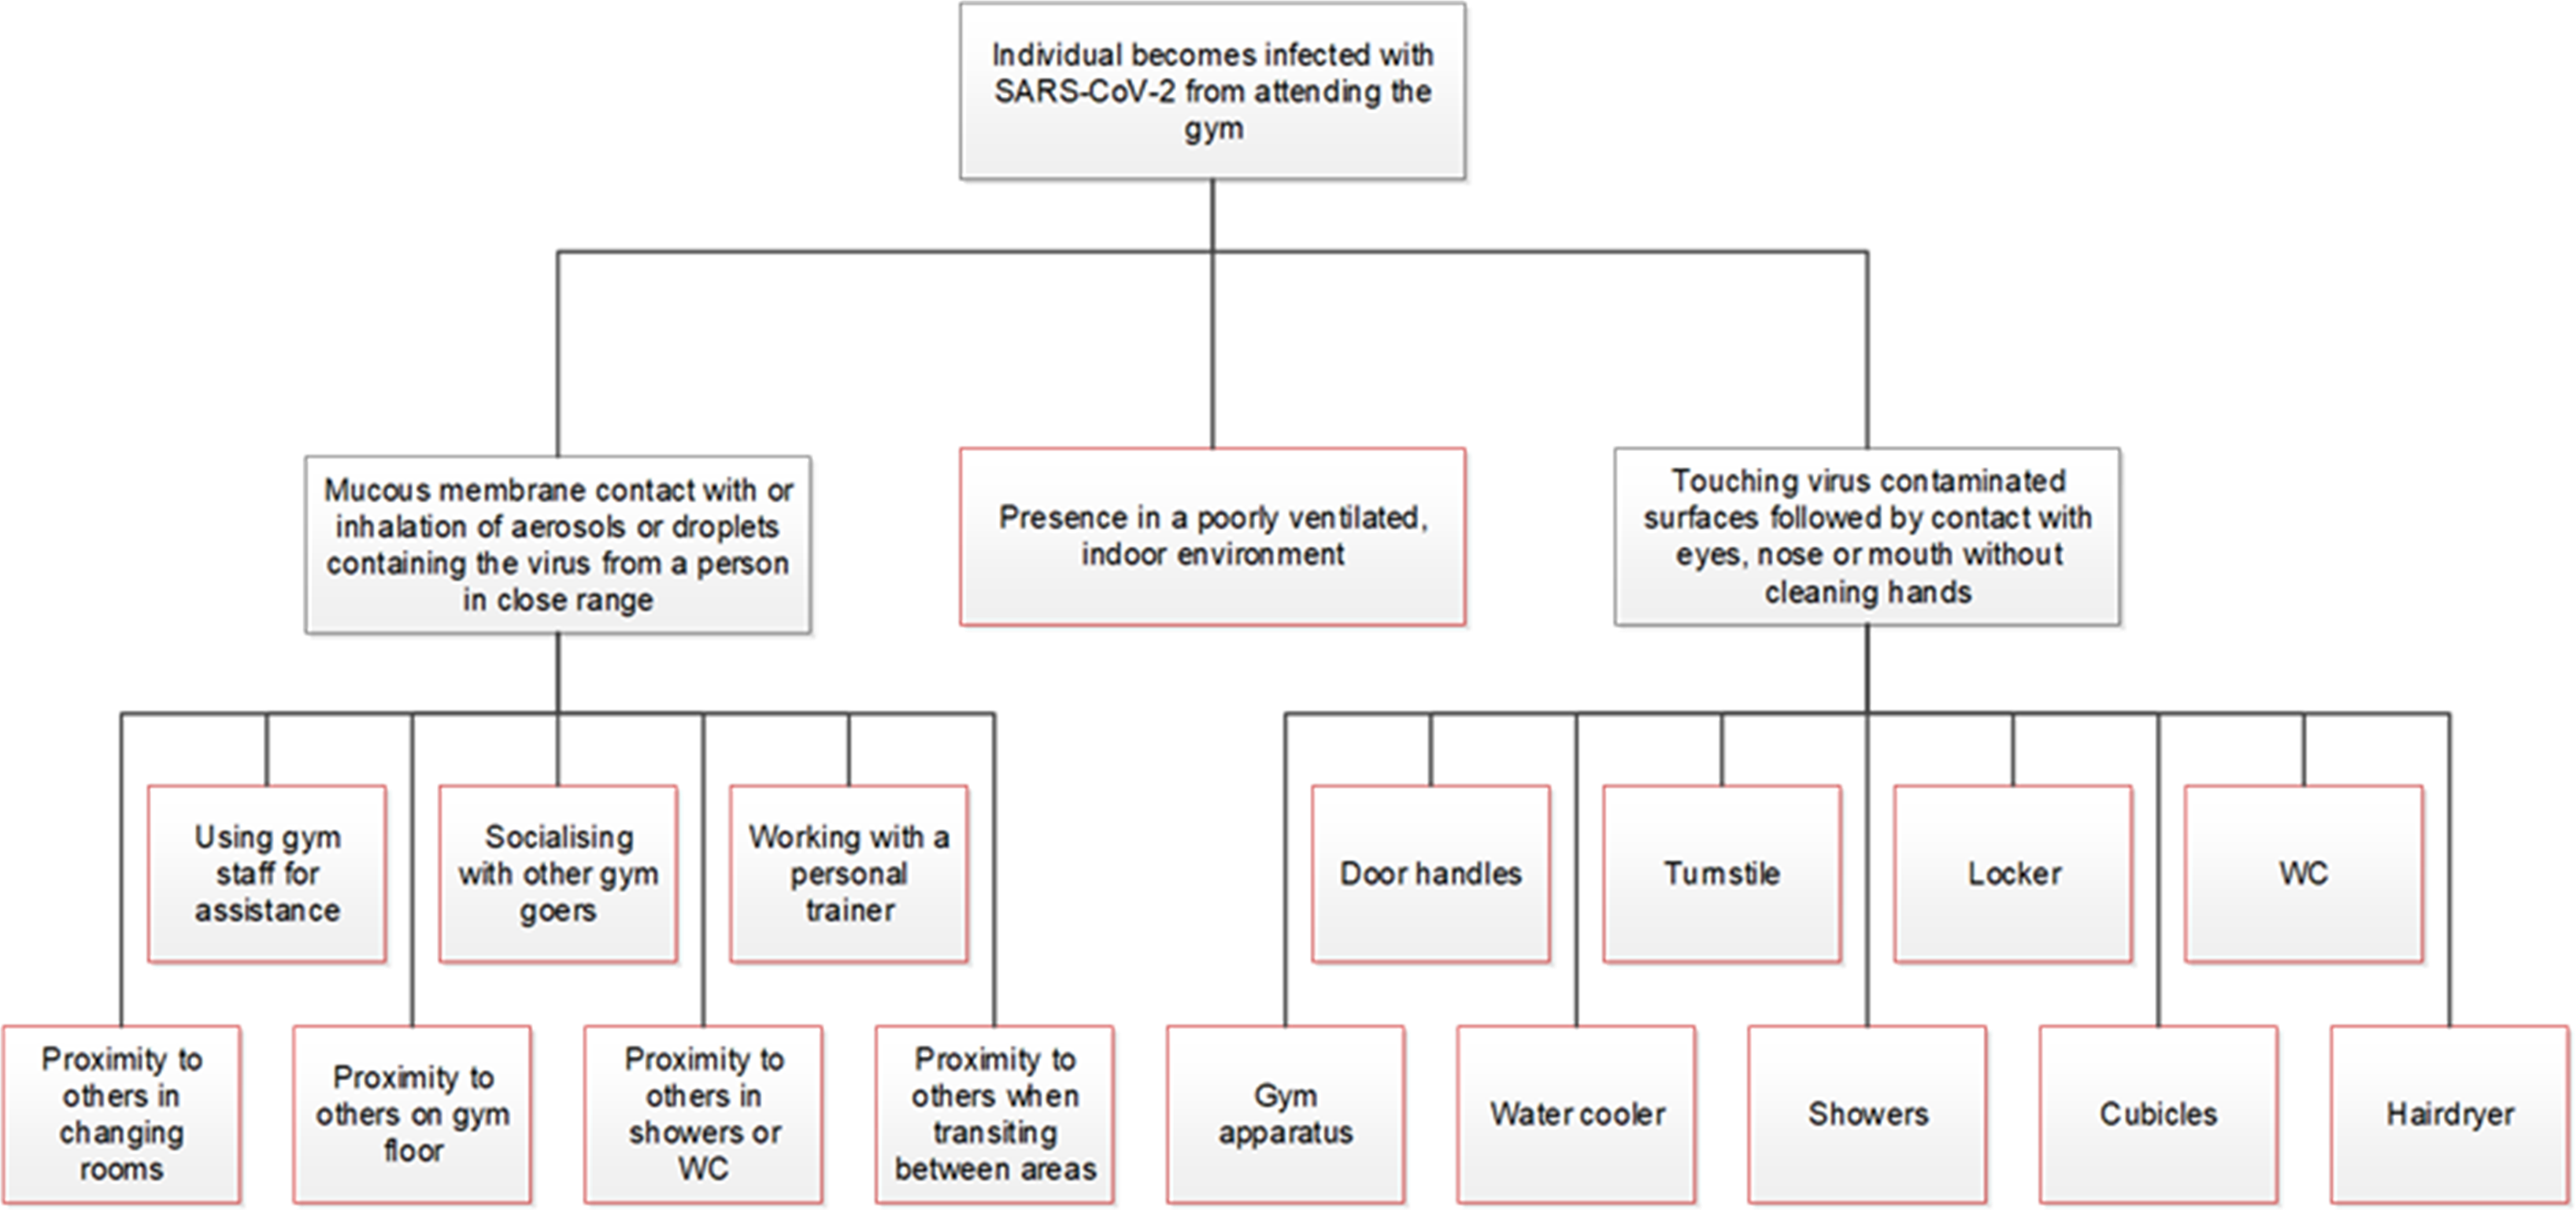 Individual becomes infected with
SARS-CoV-2 from attending the
gym
Mucous membrane contact with or
inhalation of aerosols or droplets
containing the virus from a person
in close range
Presence in a poorly ventilated,
indoor environment
Touching virus contaminated
surfaces followed by contact with
eyes, nose or mouth without
cleaning hands
Using gym
staff for
assistance
Socialising
with other gym
goers
Working with a
personal
trainer
Door handles
Turnstile
Locker
WC
Proximity to
others in
changing
rooms
Proximity to
others on gym
floor
Proximity to
others in
showers or
WC
Proximity to
others when
transiting
between areas
Gym
apparatus
Water cooler
Showers
Cubicles
Hairdryer